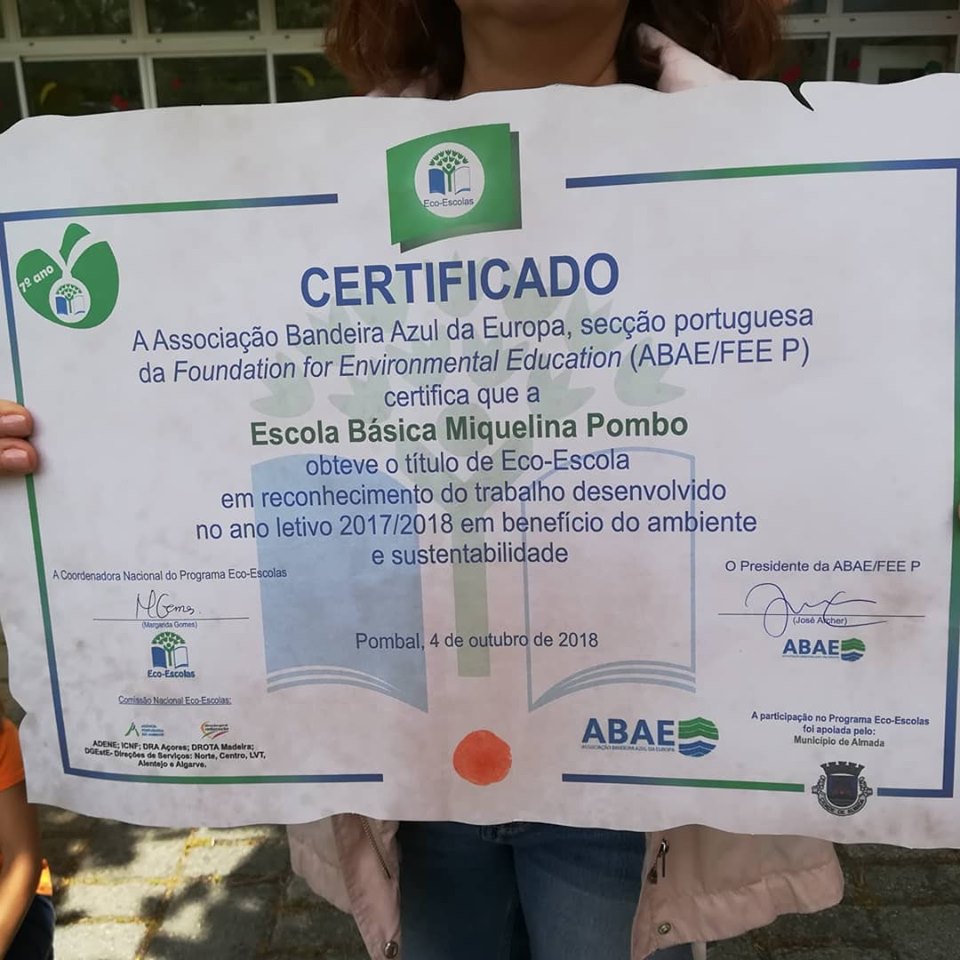 Eco-Escolas
7º ano
CERTIFICADO
A Associação Bandeira Azul da Europa, secção portuguesa
da Foundation for Environmental Education (ABAE/FEE P)
certifica que a
Escola Básica Miquelina Pombo
obteve o título de Eco-Escola
em reconhecimento do trabalho desenvolvido
no ano letivo 2017/2018 em benefício do ambiente
e sustentabilidade
A Coordenadora Nacional do Programa Eco-Escolas
MGomes.
(Margarida Gomes)
Eco-Escolas
O Presidente da ABAE/FEE P
(José Archer)
ABAE
Pombal, 4 de outubro de 2018
Comissão Nacional Eco-Escolas:
ADENE; ICNF; DRA Açores; DROTA Madeira;
DGEstE- Direções de Serviços: Norte, Centro, LVT,
Alentejo e Algarve.
ABAE
ASSOCIAÇÃO BANDEIRA AZUL DA EUROPA
A participação no Programa Eco-Escolas
foi apoiada pelo:
Município de Almada
CIDADE DE ALMADA